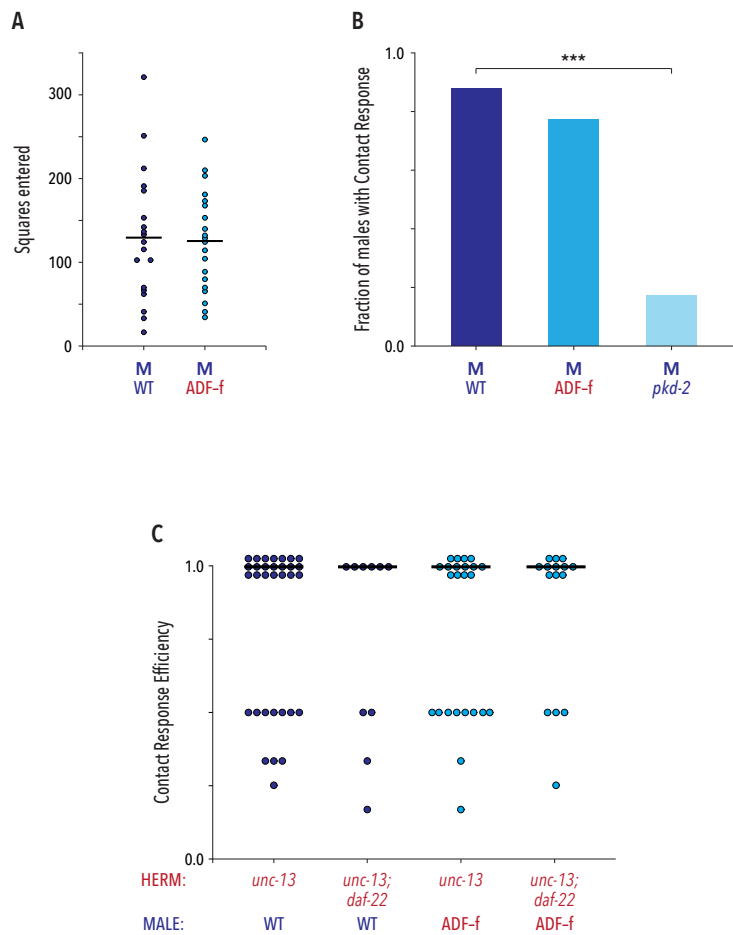 A
Squares entered
300
200
100
0
M
WT
M
ADF-f
B
Fraction of males with Contact Response
1.0
0.0
***
M
WT
M
ADF-f
M
pkd-2
C
Contact Response Efficiency
1.0
0.0
HERM: unc-13 unc-13; unc-13 unc-13;
daf-22 daf-22
MALE: WT WT ADF-f ADF-f